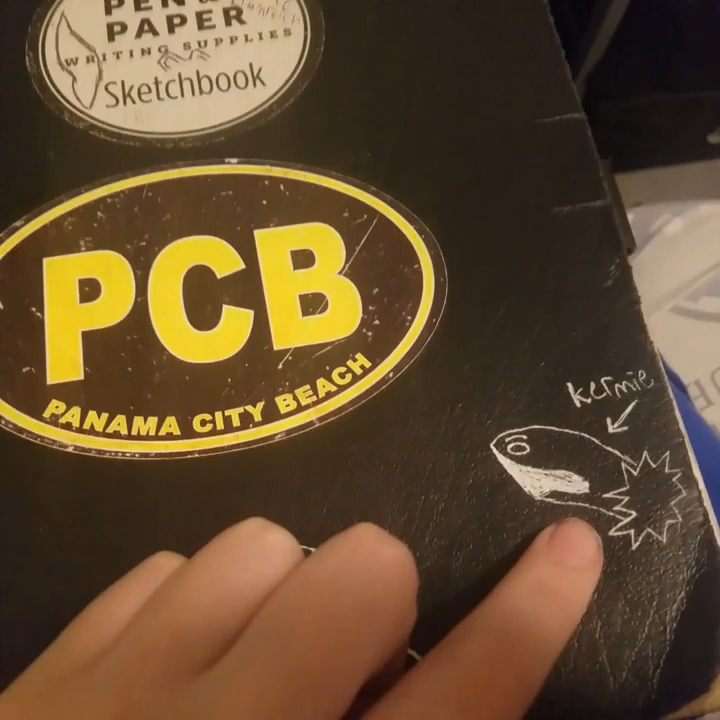 PEN
PAPER
WRITING SUPPLIES
Sketchbook
PCB
PANAMA CITY BEACH
kermie